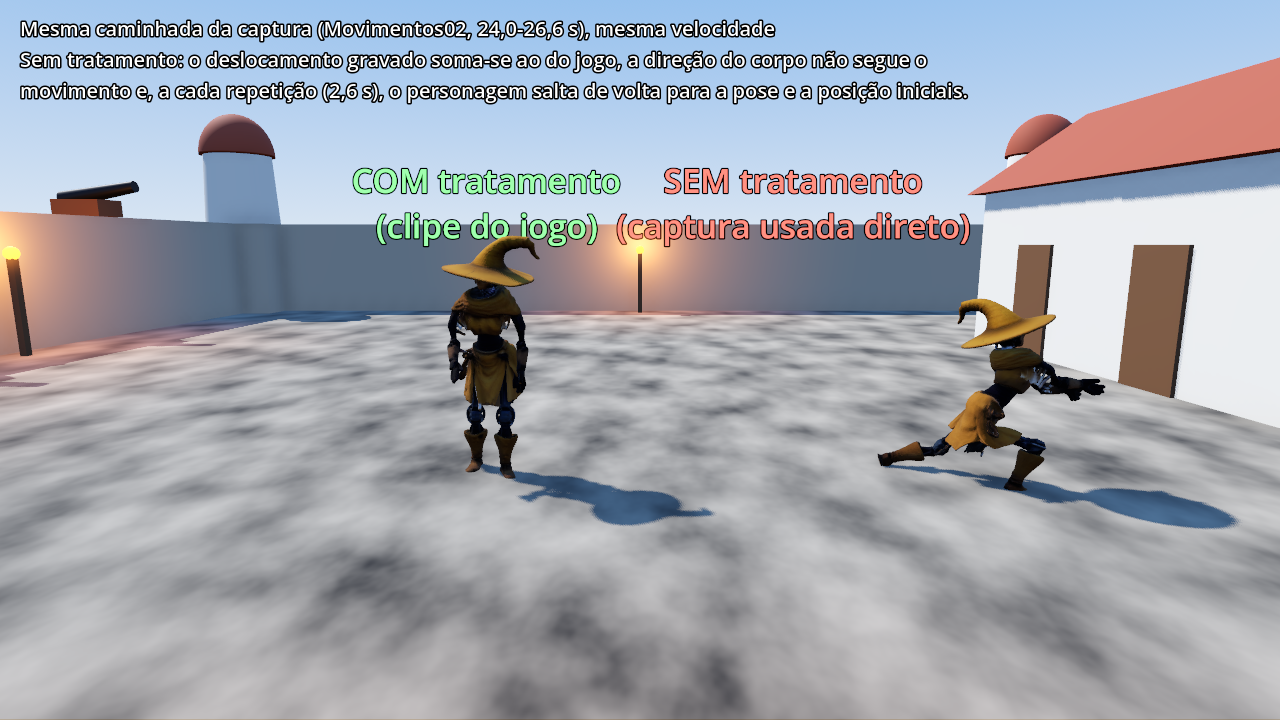 Mesma caminhada da captura (Movimentos02, 24,0-26,6 s), mesma velocidade
Sem tratamento: o deslocamento gravado soma-se ao do jogo, a direção do corpo não segue o
movimento e, a cada repetição (2,6 s), o personagem salta de volta para a pose e a posição iniciais.
COM tratamento
(clipe do jogo)
SEM tratamento
(captura usada direto)